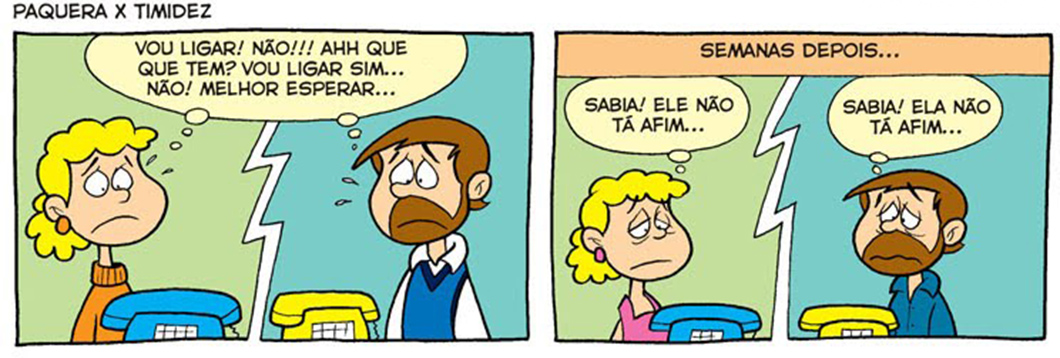 PAQUERA X TIMIDEZ
VOU LIGAR! NÃO!!! AHH QUE
QUE TEM? VOU LIGAR SIM...
NÃO! MELHOR ESPERAR...
SEMANAS DEPOIS...
SABIA! ELE NÃO
TÁ AFIM...
SABIA! ELA NÃO
TÁ AFIM...